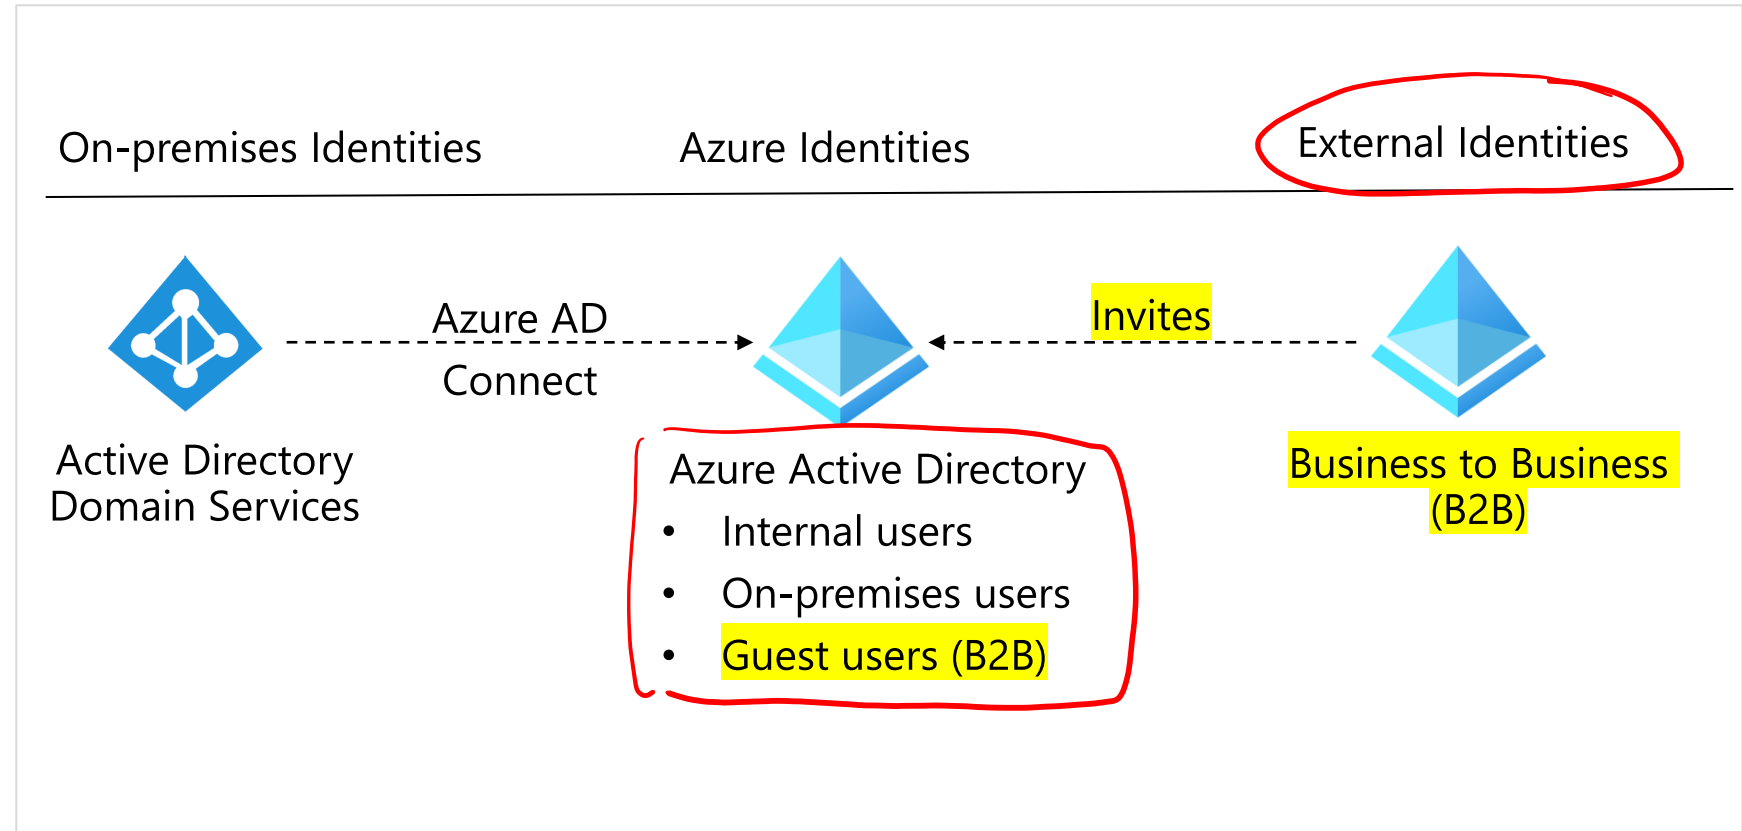 On-premises Identities
Azure Identities
External Identities
Azure AD
Connect
Invites
Active Directory
Domain Services
Azure Active Directory
• Internal users
• On-premises users
• Guest users (B2B)
Business to Business
(B2B)